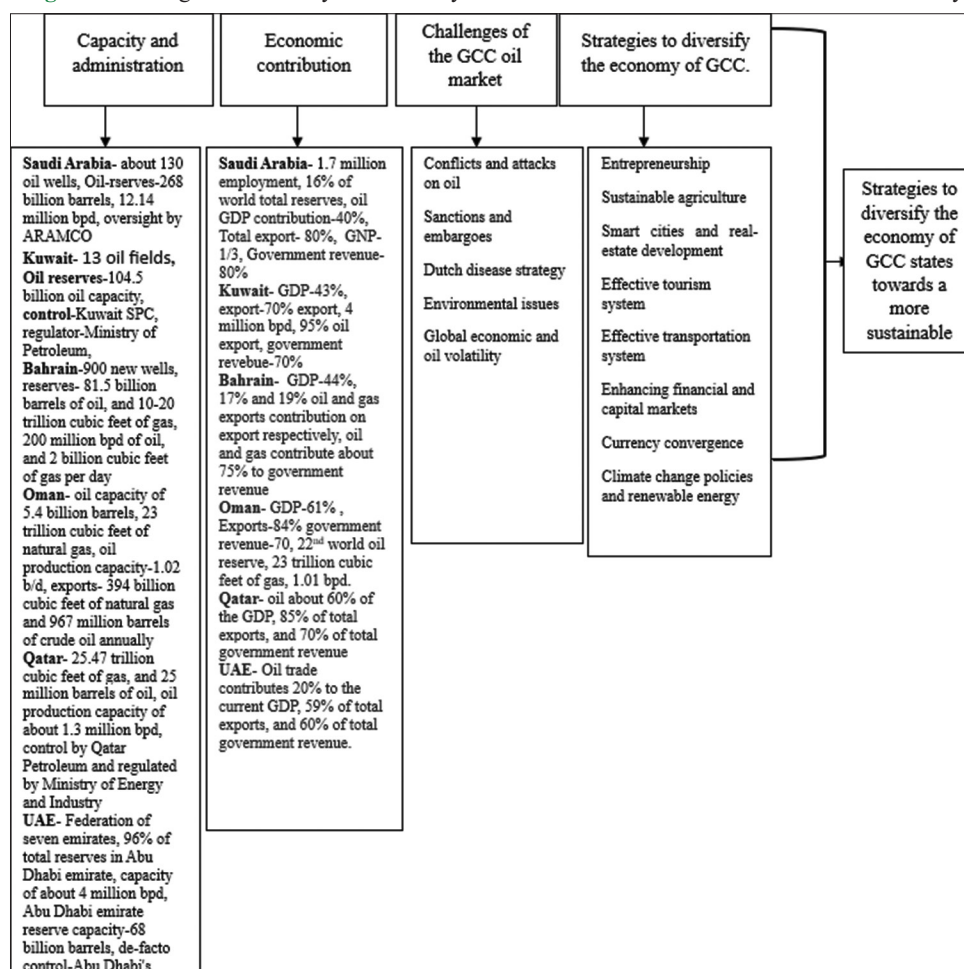 Capacity and
administration
Economic
contribution
Challenges of
the GCC oil
market
Strategies to diversify
the economy of GCC.
Saudi Arabia- about 130
oil wells, Oil-rserves-268
billion barrels, 12.14
million bpd, oversight by
ARAMCO
Kuwait- 13 oil fields,
Oil reserves-104.5
billion oil capacity,
control-Kuwait SPC,
regulator-Ministry of
Petroleum,
Bahrain-900 new wells,
reserves- 81.5 billion
barrels of oil, and 10-20
trillion cubic feet of gas,
200 million bpd of oil,
and 2 billion cubic feet
of gas per day
Oman- oil capacity of
5.4 billion barrels, 23
trillion cubic feet of
natural gas, oil
production capacity-1.02
b/d, exports- 394 billion
cubic feet of natural gas
and 967 million barrels
of crude oil annually
Qatar- 25.47 trillion
cubic feet of gas, and 25
million barrels of oil, oil
production capacity of
about 1.3 million bpd,
control by Qatar
Petroleum and regulated
by Ministry of Energy
and Industry
UAE- Federation of
seven emirates, 96% of
total reserves in Abu
Dhabi emirate, capacity
of about 4 million bpd,
Abu Dhabi emirate
reserve capacity-68
billion barrels, de-facto
control-Abu Dhabi's
Saudi Arabia- 1.7 million
employment, 16% of
world total reserves, oil
GDP contribution-40%,
Total export- 80%, GNP-
1/3, Government revenue-
80%
Kuwait- GDP-43%,
export-70% export, 4
million bpd, 95% oil
export, government
revebue-70%
Bahrain- GDP-44%,
17% and 19% oil and gas
exports contribution on
export respectively, oil
and gas contribute about
75% to government
revenue
Oman- GDP-61% ,
Exports-84% government
revenue-70, 22nd world oil
reserve, 23 trillion cubic
feet of gas, 1.01 bpd.
Qatar- oil about 60% of
the GDP, 85% of total
exports, and 70% of total
government revenue
UAE- Oil trade
contributes 20% to the
current GDP, 59% of total
exports, and 60% of total
government revenue.
Conflicts and attacks
on oil
Sanctions and
embargoes
Dutch disease strategy
Environmental issues
Global economic and
oil volatility
Entrepreneurship
Sustainable agriculture
Smart cities and real-
estate development
Effective tourism
system
Effective transportation
system
Enhancing financial and
capital markets
Currency convergence
Climate change policies
and renewable energy
Strategies to
diversify the
economy of
GCC states
towards a
more
sustainable